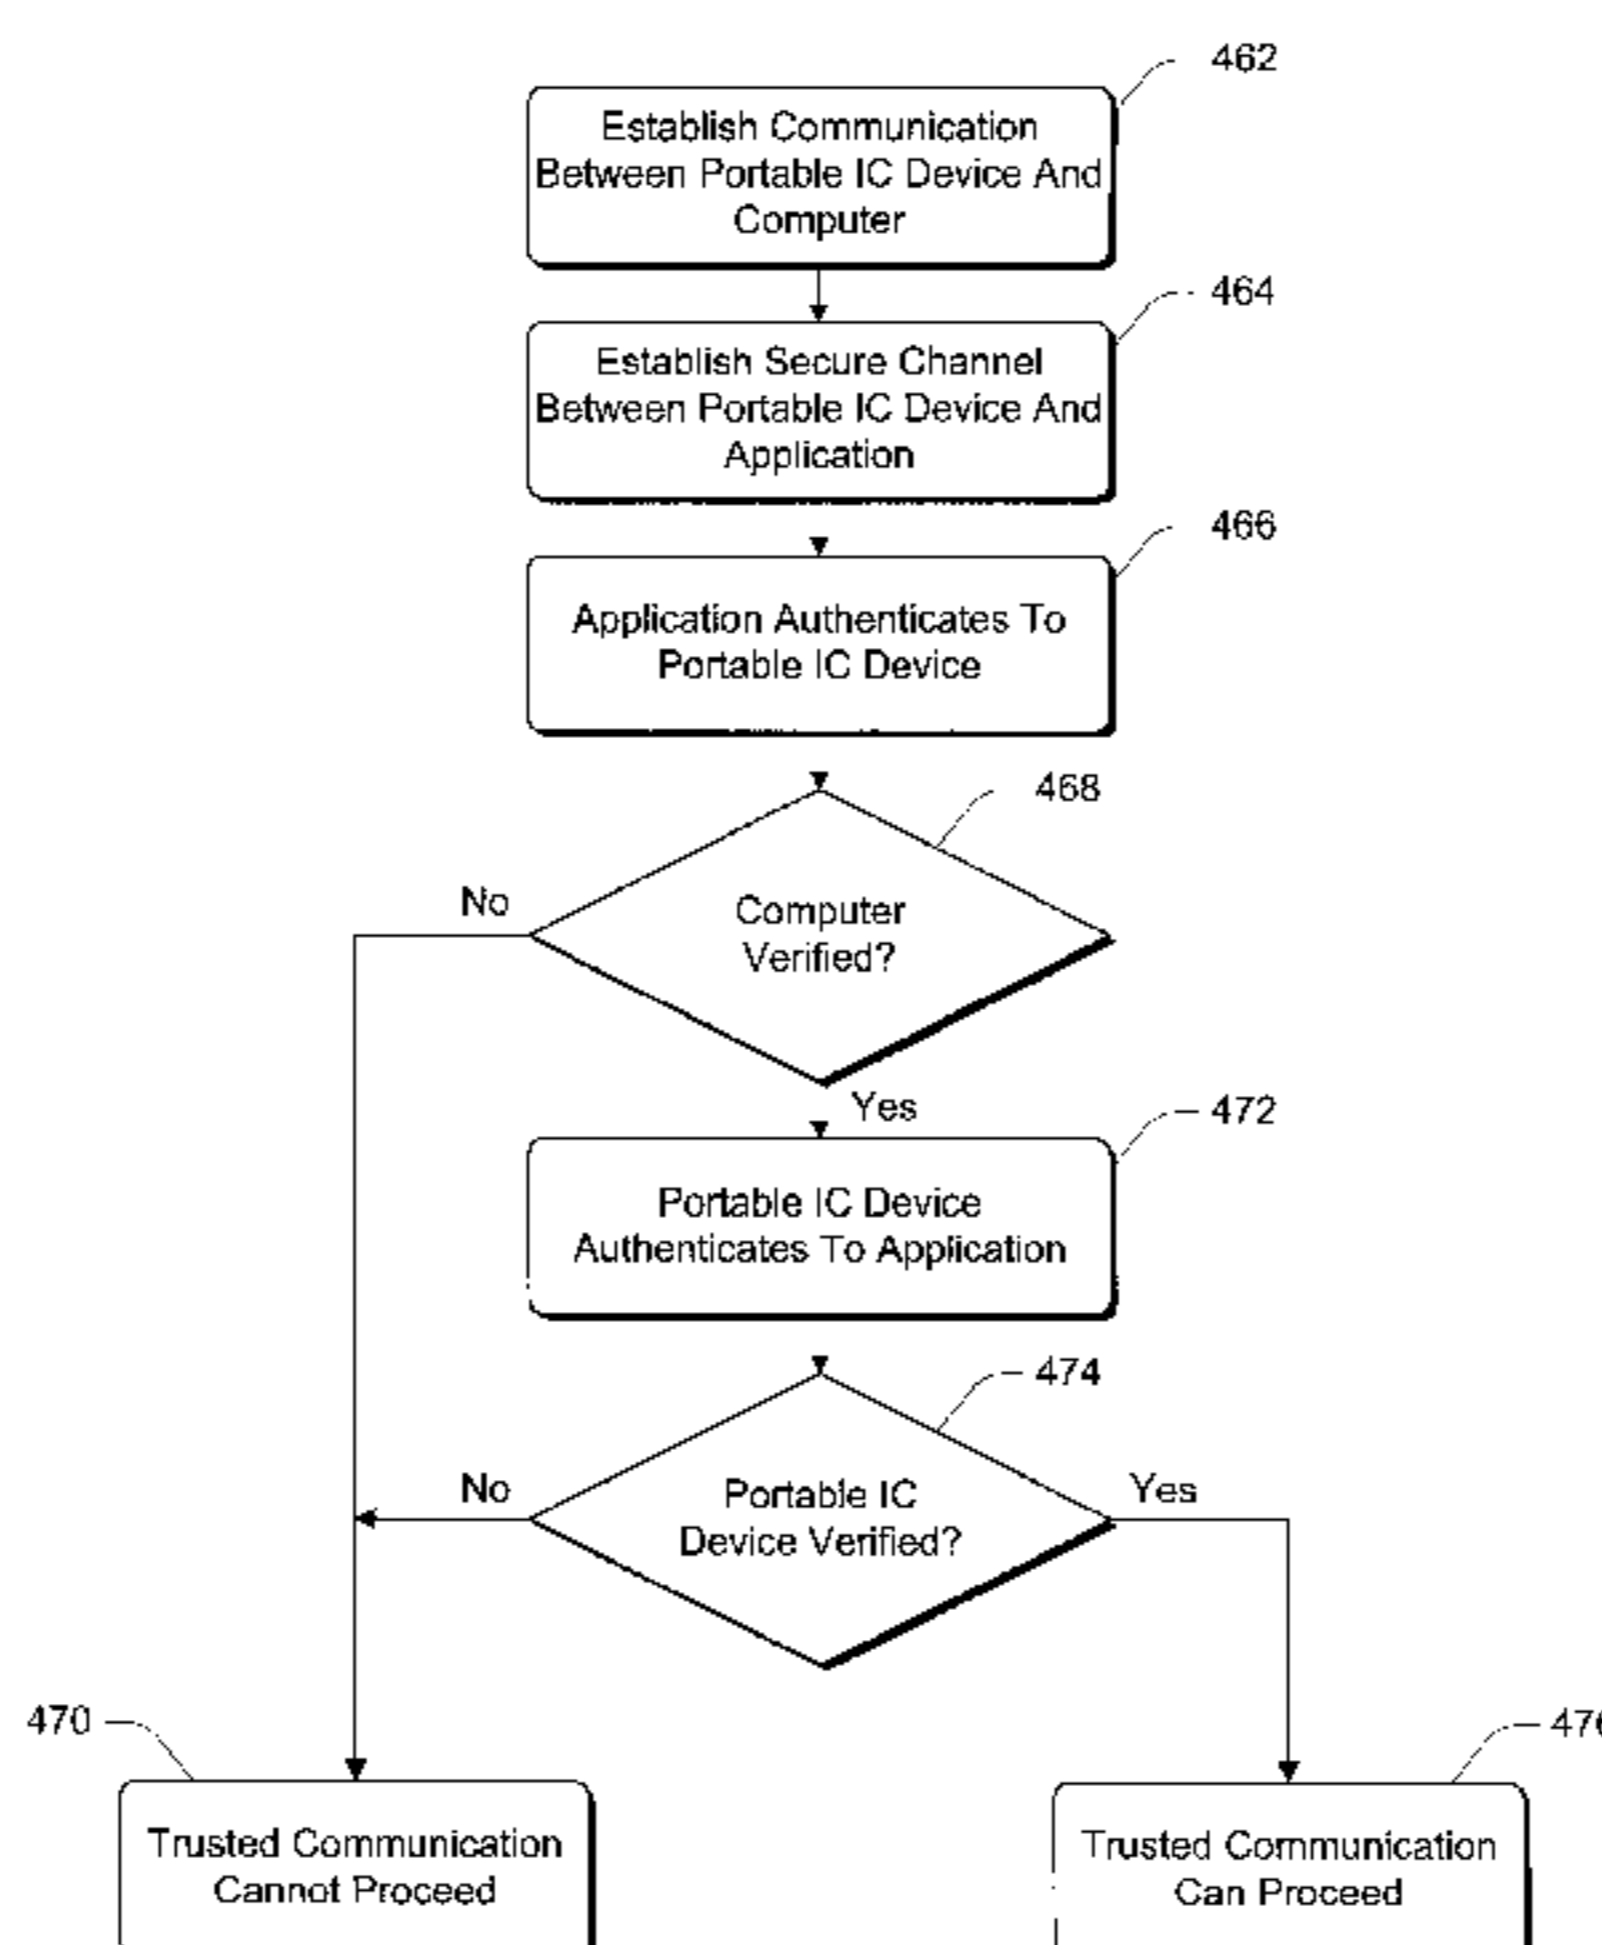 462
Establish Communication
Between Portable IC Device And
Computer
464
Establish Secure Channel
Between Portable IC Device And
Application
466
Application Authenticates To
Portable IC Device
468
No
Computer
Verified?
Yes
472
Portable IC Device
Authenticates To Application
474
No
Portable IC
Device Verified?
Yes
470
476
Trusted Communication
Cannot Proceed
Trusted Communication
Can Proceed